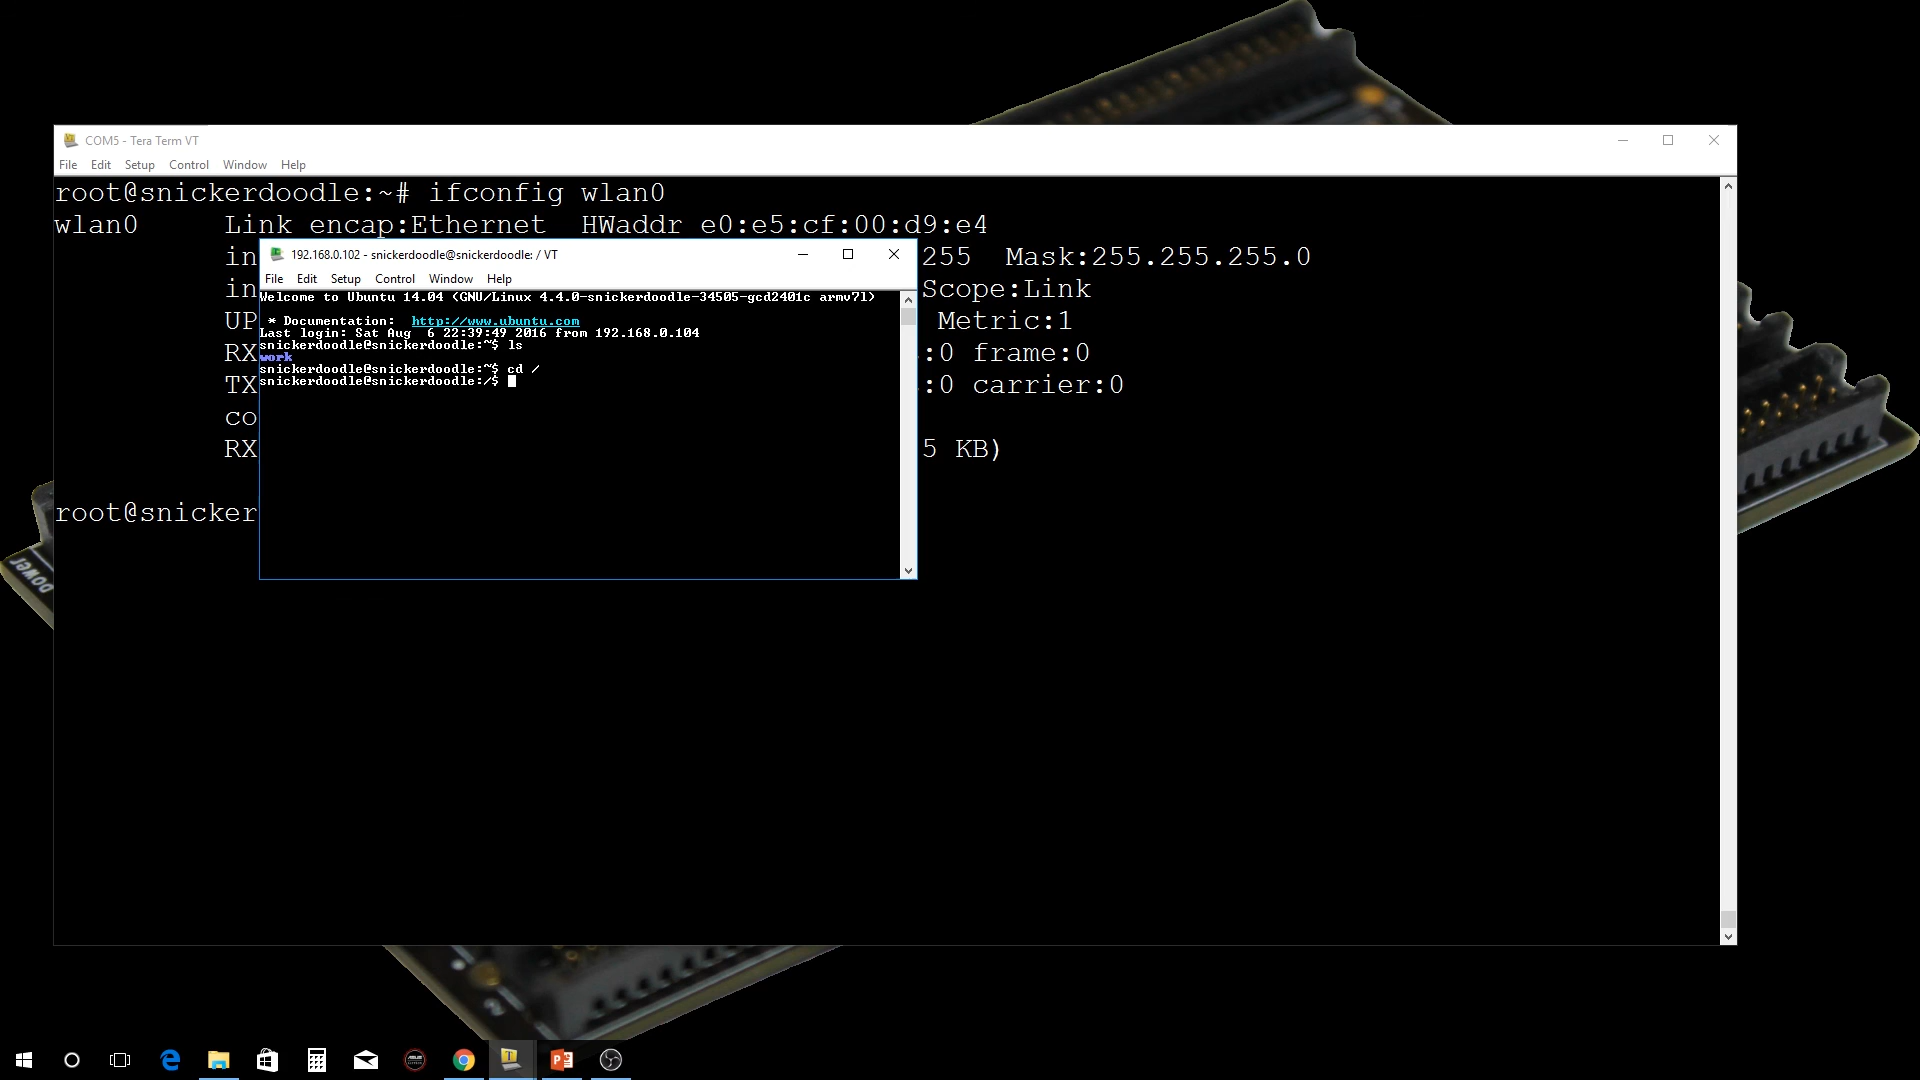 COM5 - Tera Term VT
File Edit Setup Control Window Help
root@snickerdoodle:~# ifconfig wlan0
wlan0 Link encap:Ethernet HWaddr e0:e5:cf:00:d9:e4
in 255 Mask:255.255.255.0
in Scope:Link
UP Metric:1
RX :0 frame:0
TX :0 carrier:0
co
RX 5 KB)
root@snicker
192.168.0.102 - snickerdoodle@snickerdoodle: / VT
File Edit Setup Control Window Help
Welcome to Ubuntu 14.04 (GNU/Linux 4.4.0-snickerdoodle-34505-gcd2401c armv7l)
* Documentation: http://www.ubuntu.com
Last login: Sat Aug 6 22:39:49 2016 from 192.168.0.104
snickerdoodle@snickerdoodle:~$ ls
work
snickerdoodle@snickerdoodle:~$ cd /
snickerdoodle@snickerdoodle:/$
power